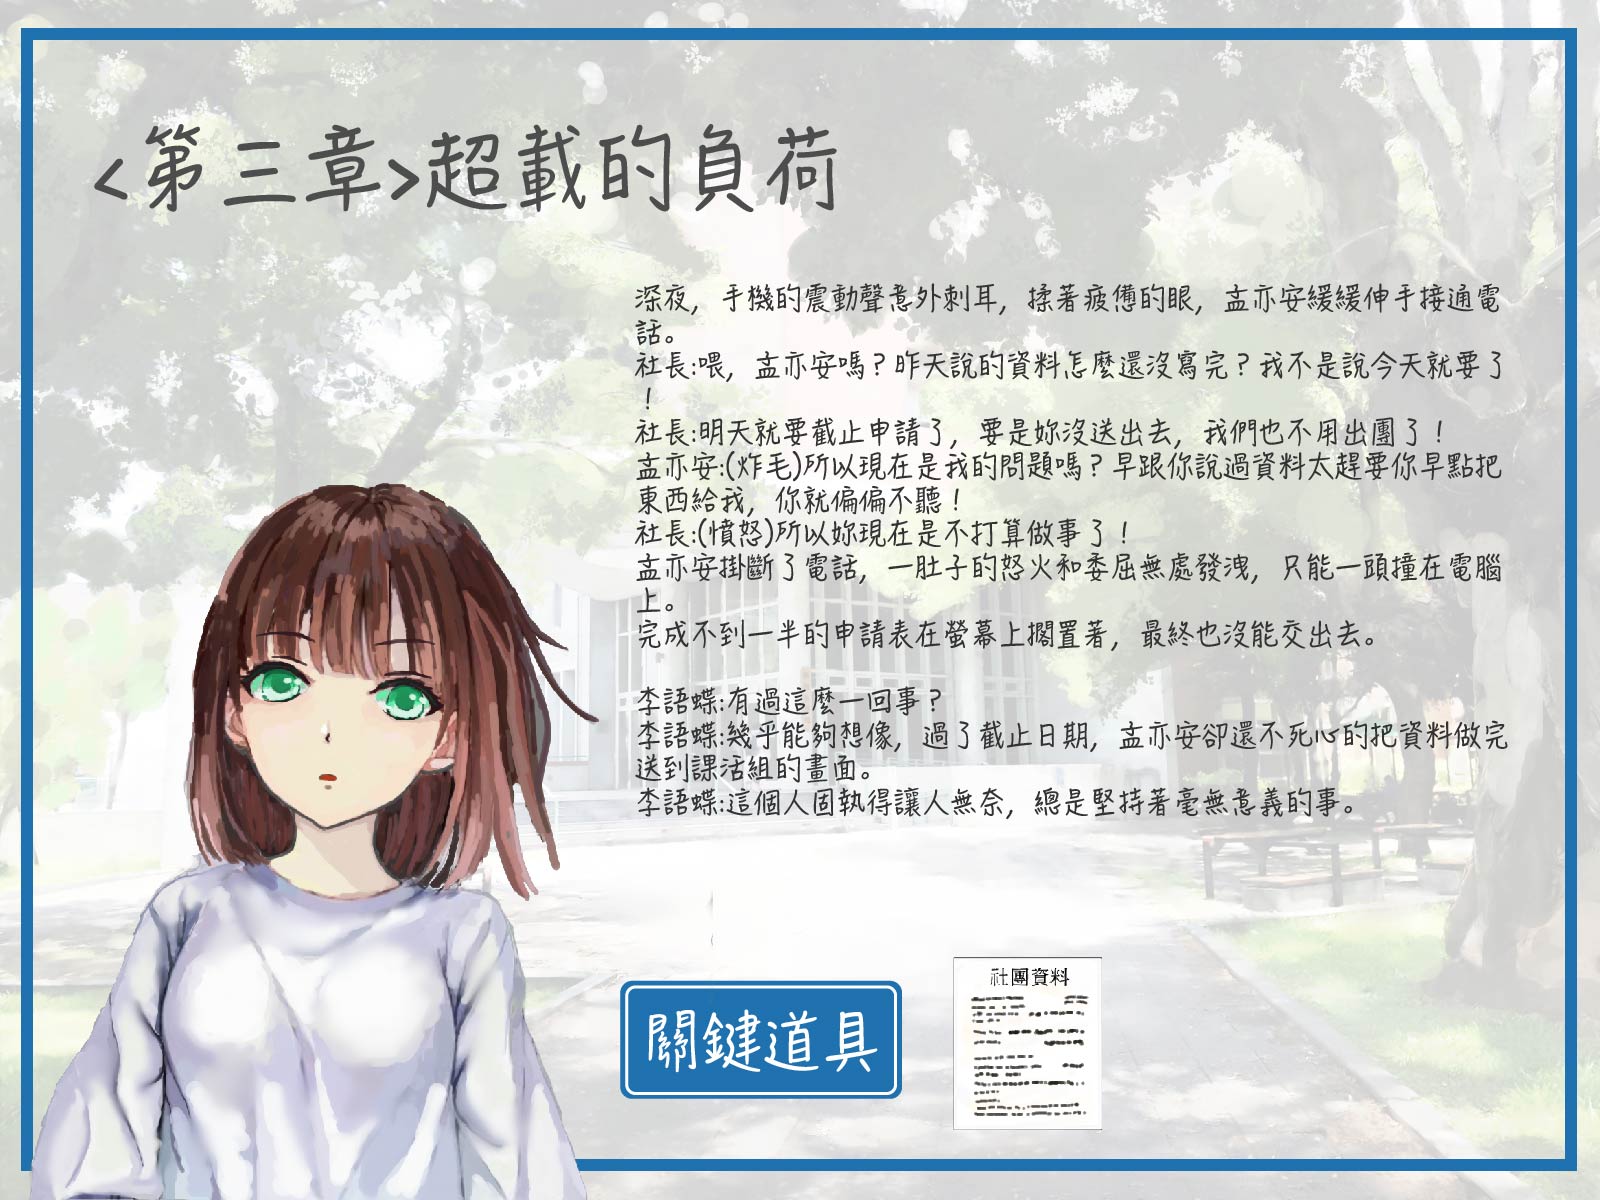 <第三章>超載的負荷
深夜，手機的震動聲意外刺耳，揉著疲憊的眼，孟亦安緩緩伸手接通電
話。
社長:喂，孟亦安嗎？昨天說的資料怎麼還沒寫完？我不是說今天就要了
！
社長:明天就要截止申請了，要是妳沒送出去，我們也不用出團了！
孟亦安:(炸毛)所以現在是我的問題嗎？早跟你說過資料太趕要你早點把
東西給我，你就偏偏不聽！
社長:(憤怒)所以妳現在是不打算做事了！
孟亦安掛斷了電話，一肚子的怒火和委屈無處發洩，只能一頭撞在電腦
上。
完成不到一半的申請表在螢幕上擱置著，最終也沒能交出去。
李語蝶:有過這麼一回事？
李語蝶:幾乎能夠想像，過了截止日期，孟亦安卻還不死心的把資料做完
送到課活組的畫面。
李語蝶:這個人固執得讓人無奈，總是堅持著毫無意義的事。
社團資料
關鍵道具